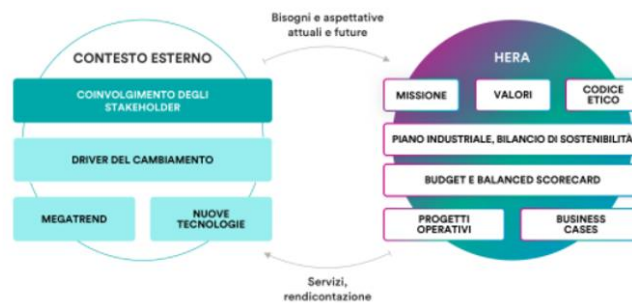 Bisogni e aspettative
attuali e future
CONTESTO ESTERNO
COINVOLGIMENTO DEGLI
STAKEHOLDER
DRIVER DEL CAMBIAMENTO
MEGATREND
NUOVE
TECNOLOGIE
HERA
MISSIONE
VALORI
CODICE
ETICO
PIANO INDUSTRIALE, BILANCIO DI SOSTENIBILITÀ
BUDGET E BALANCED SCORECARD
PROGETTI
OPERATIVI
BUSINESS
CASES
Servizi,
rendicontazione